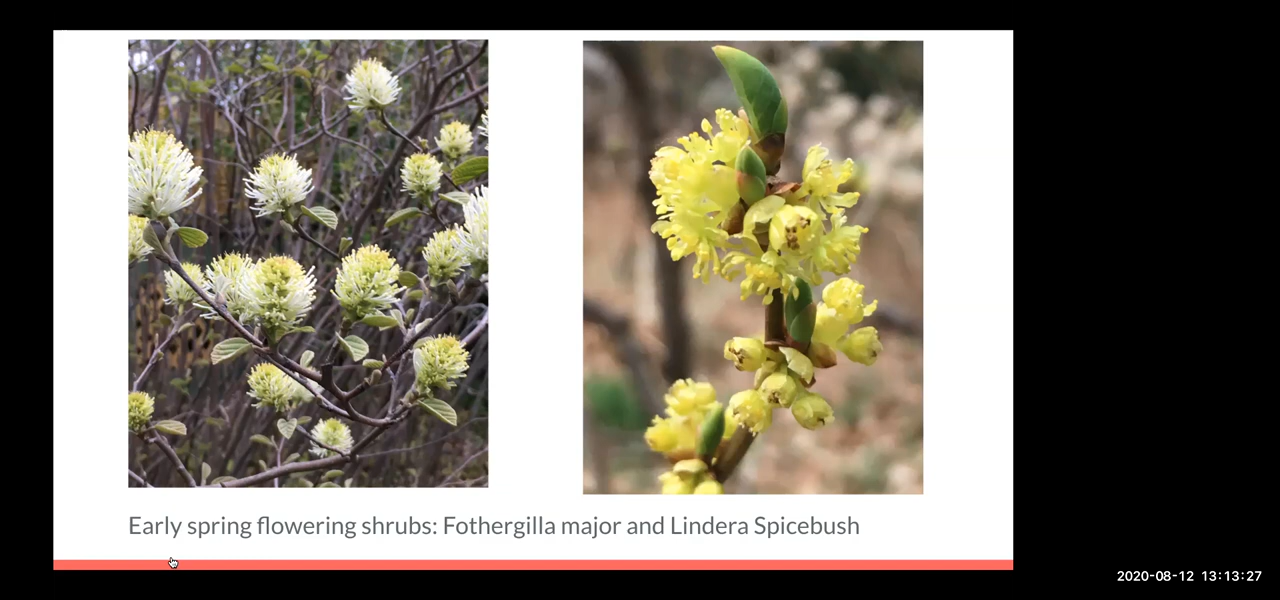 Early spring flowering shrubs: Fothergilla major and Lindera Spicebush
2020-08-12 13:13:27